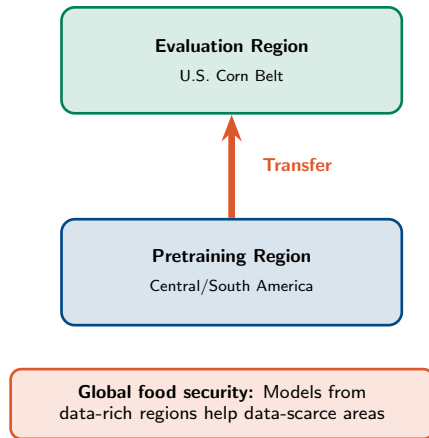 Evaluation Region
U.S. Corn Belt
Transfer
Pretraining Region
Central/South America
Global food security: Models from
data-rich regions help data-scarce areas